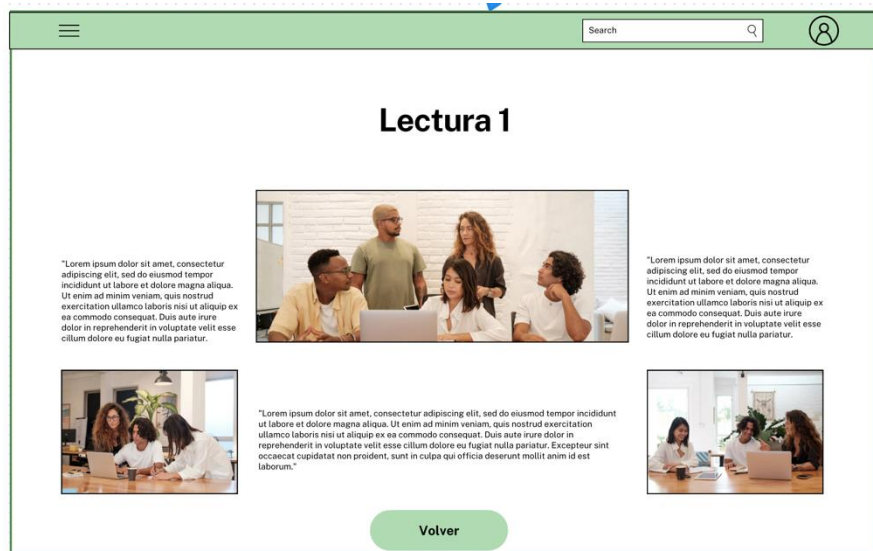 Search
Lectura 1
"Lorem ipsum dolor sit amet, consectetur
adipiscing elit, sed do eiusmod tempor
incididunt ut labore et dolore magna aliqua.
Ut enim ad minim veniam, quis nostrud
exercitation ullamco laboris nisi ut aliquip ex
ea commodo consequat. Duis aute irure
dolor in reprehenderit in voluptate velit esse
cillum dolore eu fugiat nulla pariatur.
"Lorem ipsum dolor sit amet, consectetur
adipiscing elit, sed do eiusmod tempor
incididunt ut labore et dolore magna aliqua.
Ut enim ad minim veniam, quis nostrud
exercitation ullamco laboris nisi ut aliquip ex
ea commodo consequat. Duis aute irure
dolor in reprehenderit in voluptate velit esse
cillum dolore eu fugiat nulla pariatur.
"Lorem ipsum dolor sit amet, consectetur adipiscing elit, sed do eiusmod tempor incididunt
ut labore et dolore magna aliqua. Ut enim ad minim veniam, quis nostrud exercitation
ullamco laboris nisi ut aliquip ex ea commodo consequat. Duis aute irure dolor in
reprehenderit in voluptate velit esse cillum dolore eu fugiat nulla pariatur. Excepteur sint
occaecat cupidatat non proident, sunt in culpa qui officia deserunt mollit anim id est
laborum."
Volver